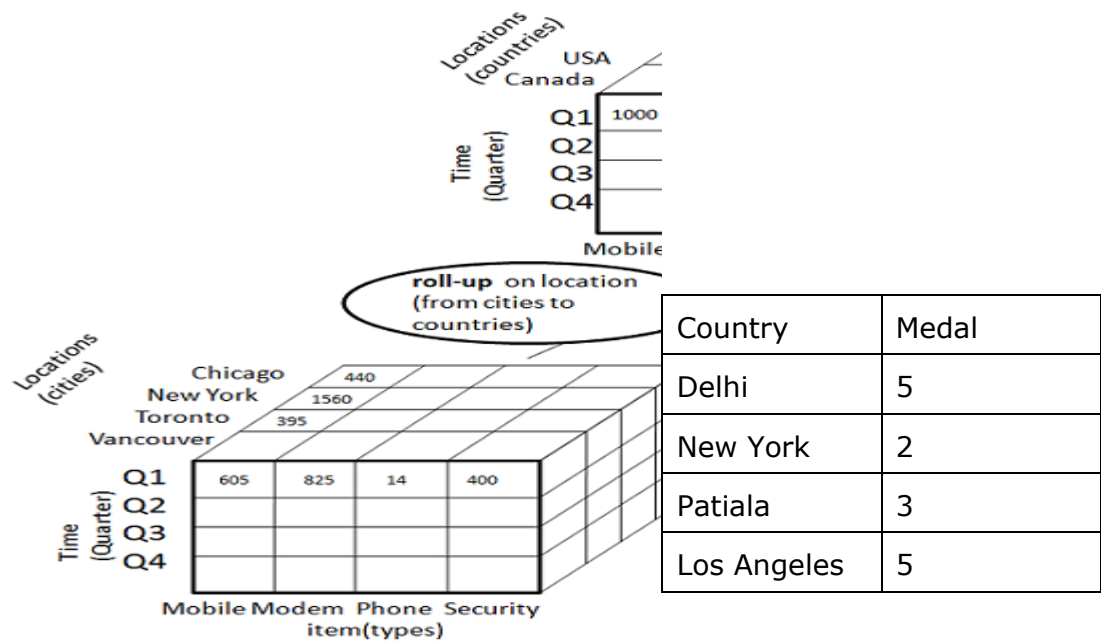 Locations
(countries)
USA
Canada
Q1 1000
Q2
Q3
Q4
Time
(Quarter)
Mobile
roll-up on location
(from cities to
countries)
Locations
(cities)
Chicago 440
New York 1560
Toronto 395
Vancouver
Q1 605 825 14 400
Q2
Q3
Q4
Time
(Quarter)
Mobile Modem Phone Security
item(types)
Country Medal
Delhi 5
New York 2
Patiala 3
Los Angeles 5